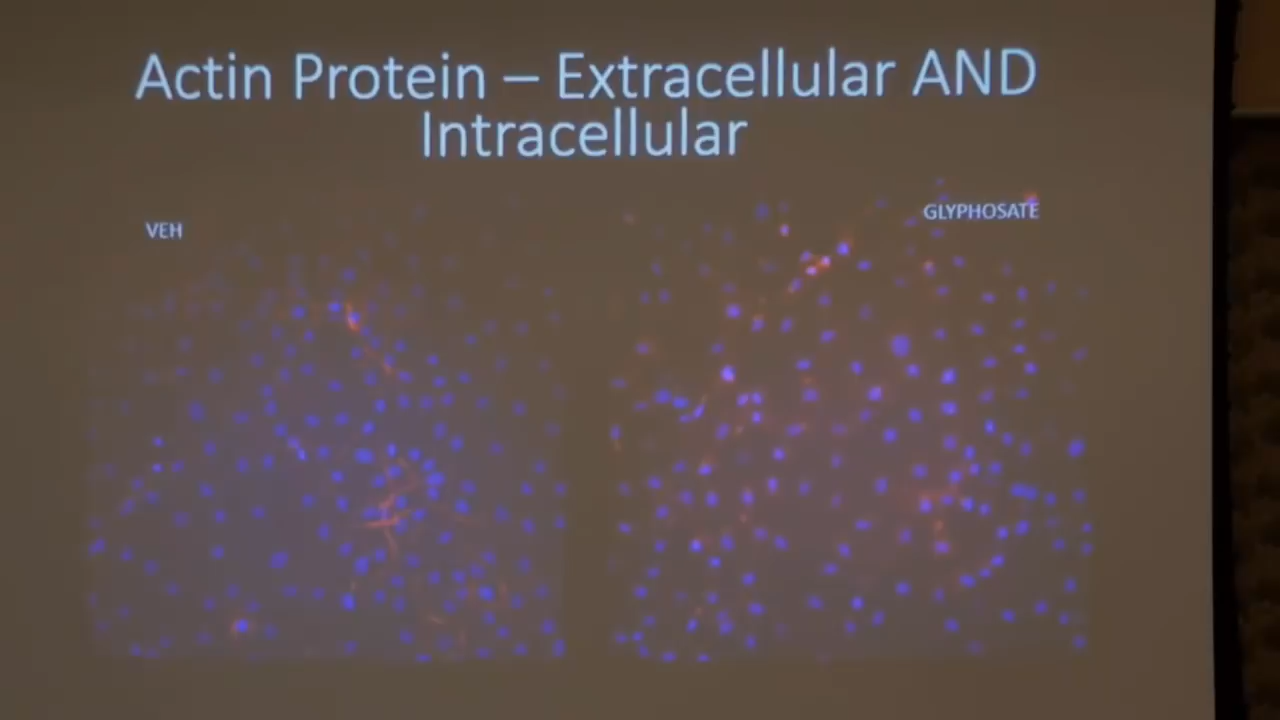 Actin Protein – Extracellular AND
Intracellular
VEH
GLYPHOSATE